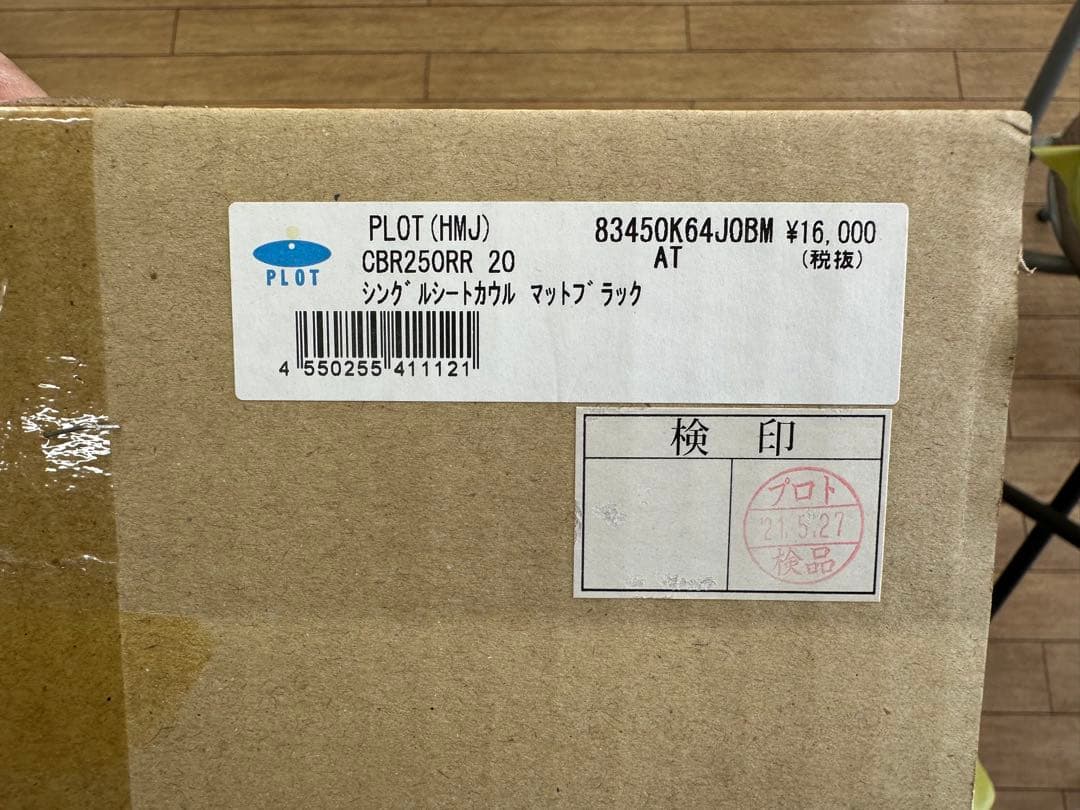 PLOT
PLOT(HMJ)
83450K64J0BM ¥16,000
CBR250RR 20
AT
(税抜)
ｼﾝｸﾞﾙｼｰﾄｶｳﾙ ﾏｯﾄﾌﾞﾗｯｸ
4 550255 411121
検 印
プロト
'21.5.27
検品